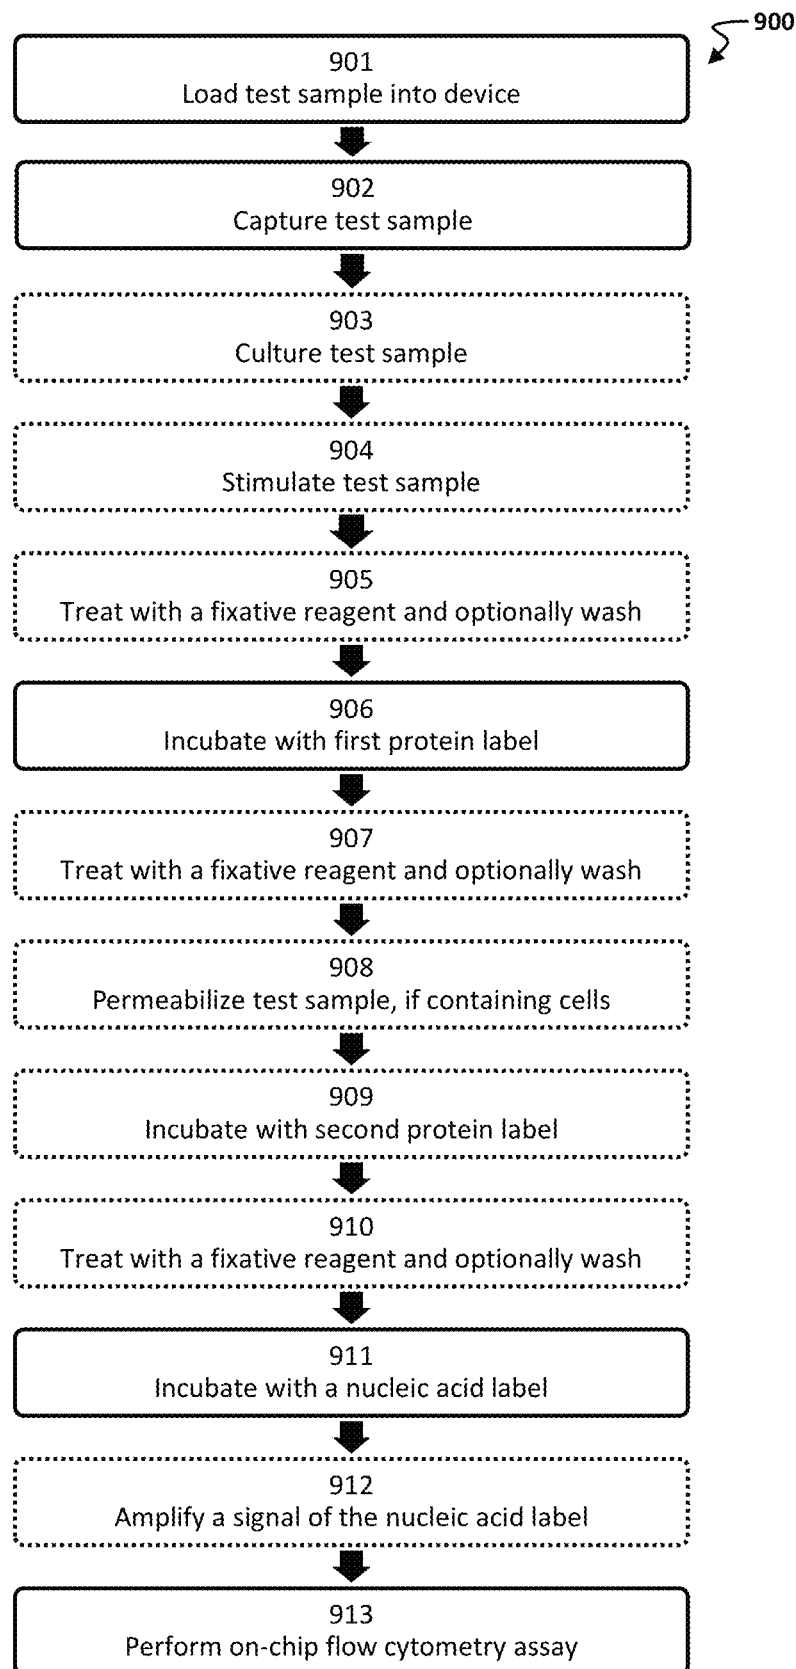 900
901
Load test sample into device
902
Capture test sample
903
Culture test sample
904
Stimulate test sample
905
Treat with a fixative reagent and optionally wash
906
Incubate with first protein label
907
Treat with a fixative reagent and optionally wash
908
Permeabilize test sample, if containing cells
909
Incubate with second protein label
910
Treat with a fixative reagent and optionally wash
911
Incubate with a nucleic acid label
912
Amplify a signal of the nucleic acid label
913
Perform on-chip flow cytometry assay